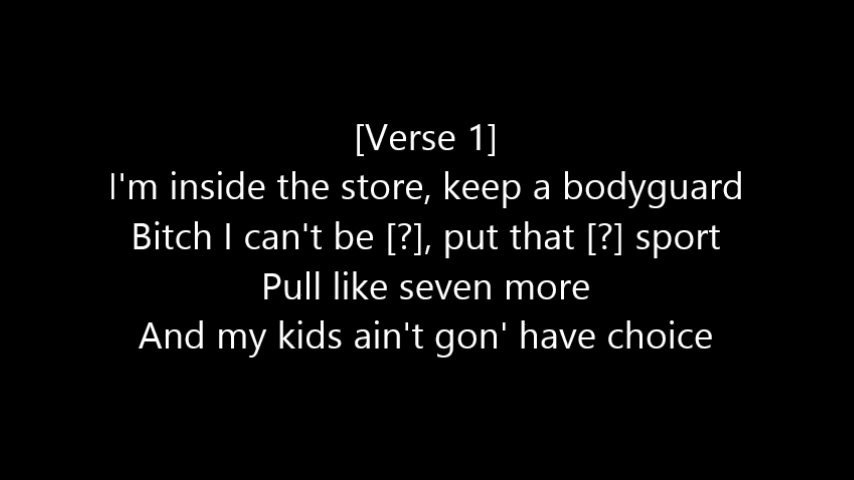 [Verse 1]
I'm inside the store, keep a bodyguard
Bitch I can't be [?], put that [?] sport
Pull like seven more
And my kids ain't gon' have choice